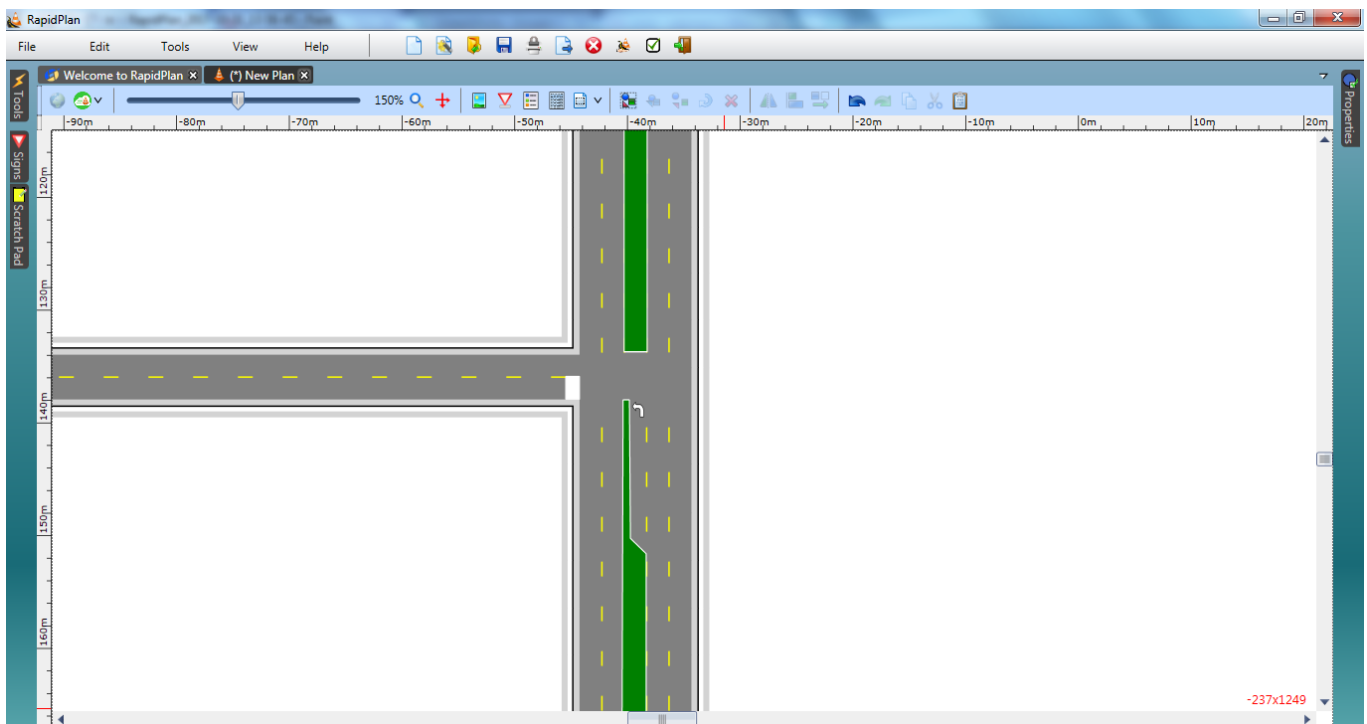 RapidPlan
File Edit Tools View Help
Welcome to RapidPlan (*) New Plan
150%
-90m -80m -70m -60m -50m -40m -30m -20m -10m 0m 10m 20m
Tools
Signs
Scratch Pad
Properties
120m
130m
140m
150m
160m
-237x1249